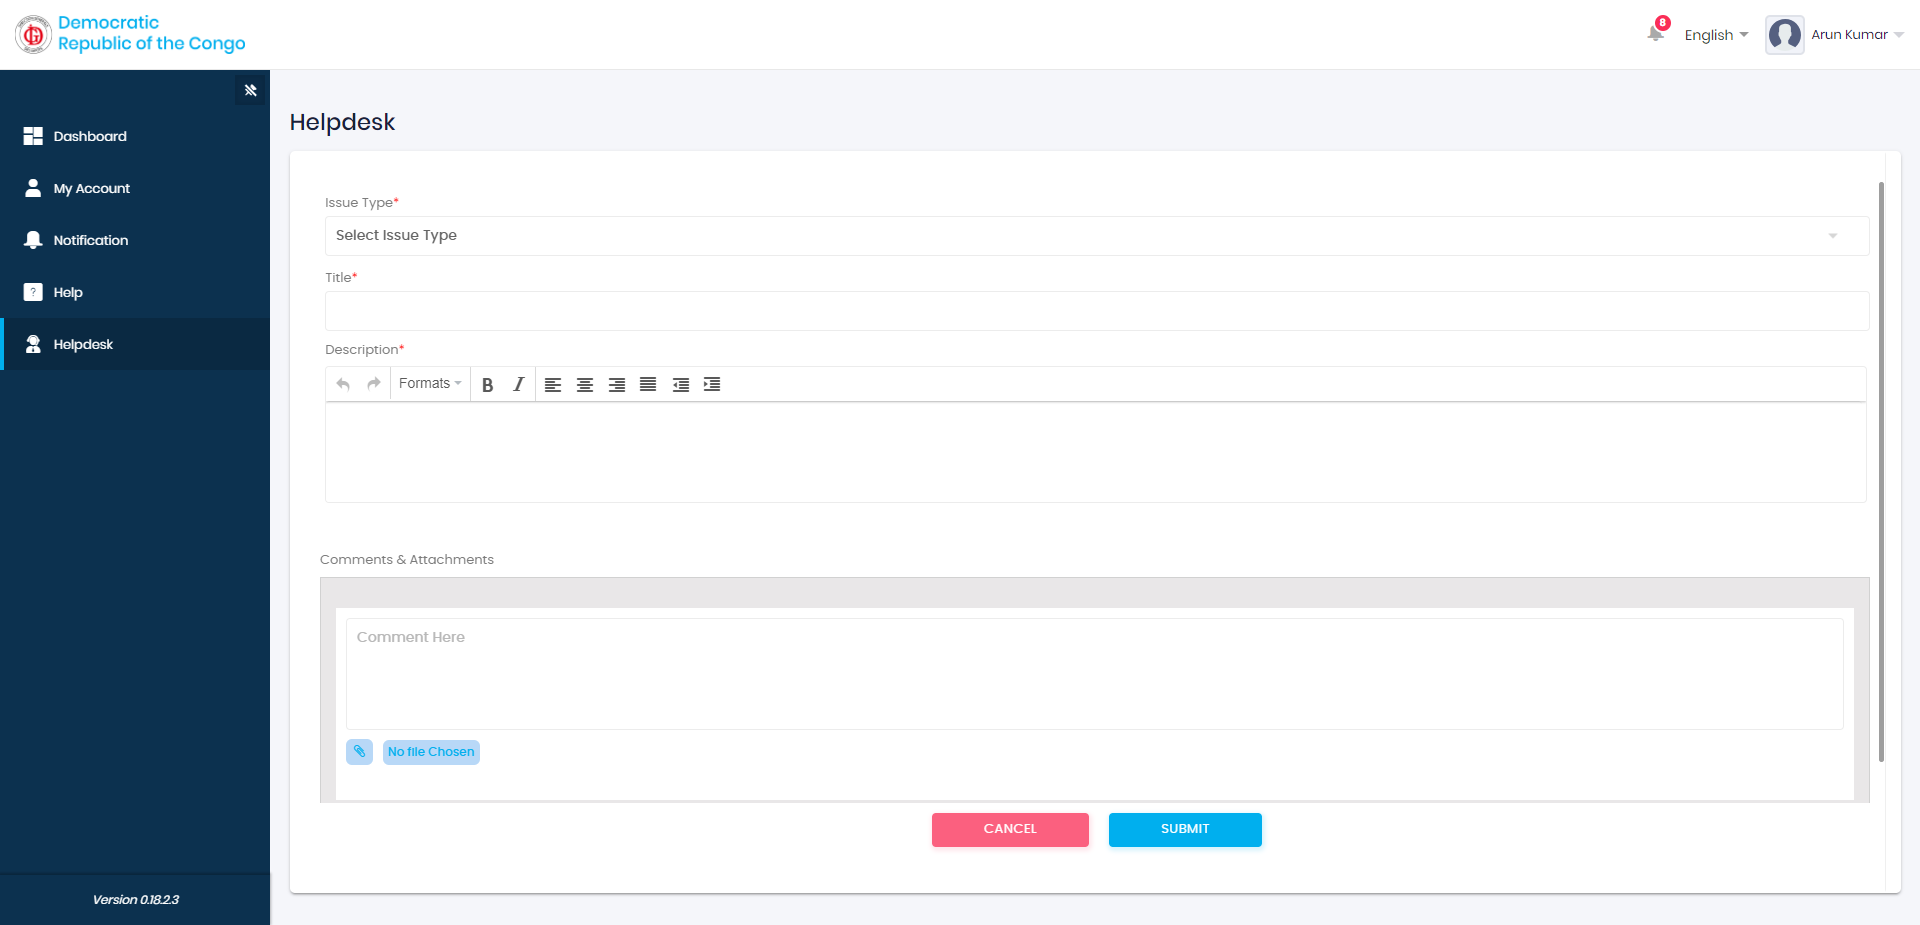 Democratic
Republic of the Congo
8
English
Arun Kumar
Dashboard
My Account
Notification
?
Help
Helpdesk
Version 0.18.2.3
Helpdesk
Issue Type*
Select Issue Type
Title*
Description*
Formats
B
I
Comments & Attachments
Comment Here
No file Chosen
CANCEL
SUBMIT